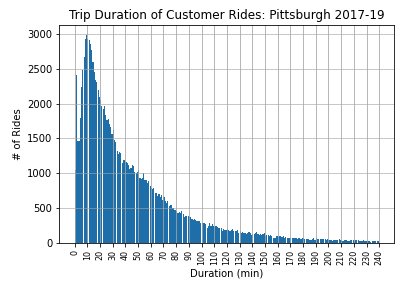 Trip Duration of Customer Rides: Pittsburgh 2017-19
3000
2500
2000
1500
1000
500
0
# of Rides
0 10 20 30 40 50 60 70 80 90 100 110 120 130 140 150 160 170 180 190 200 210 220 230 240
Duration (min)